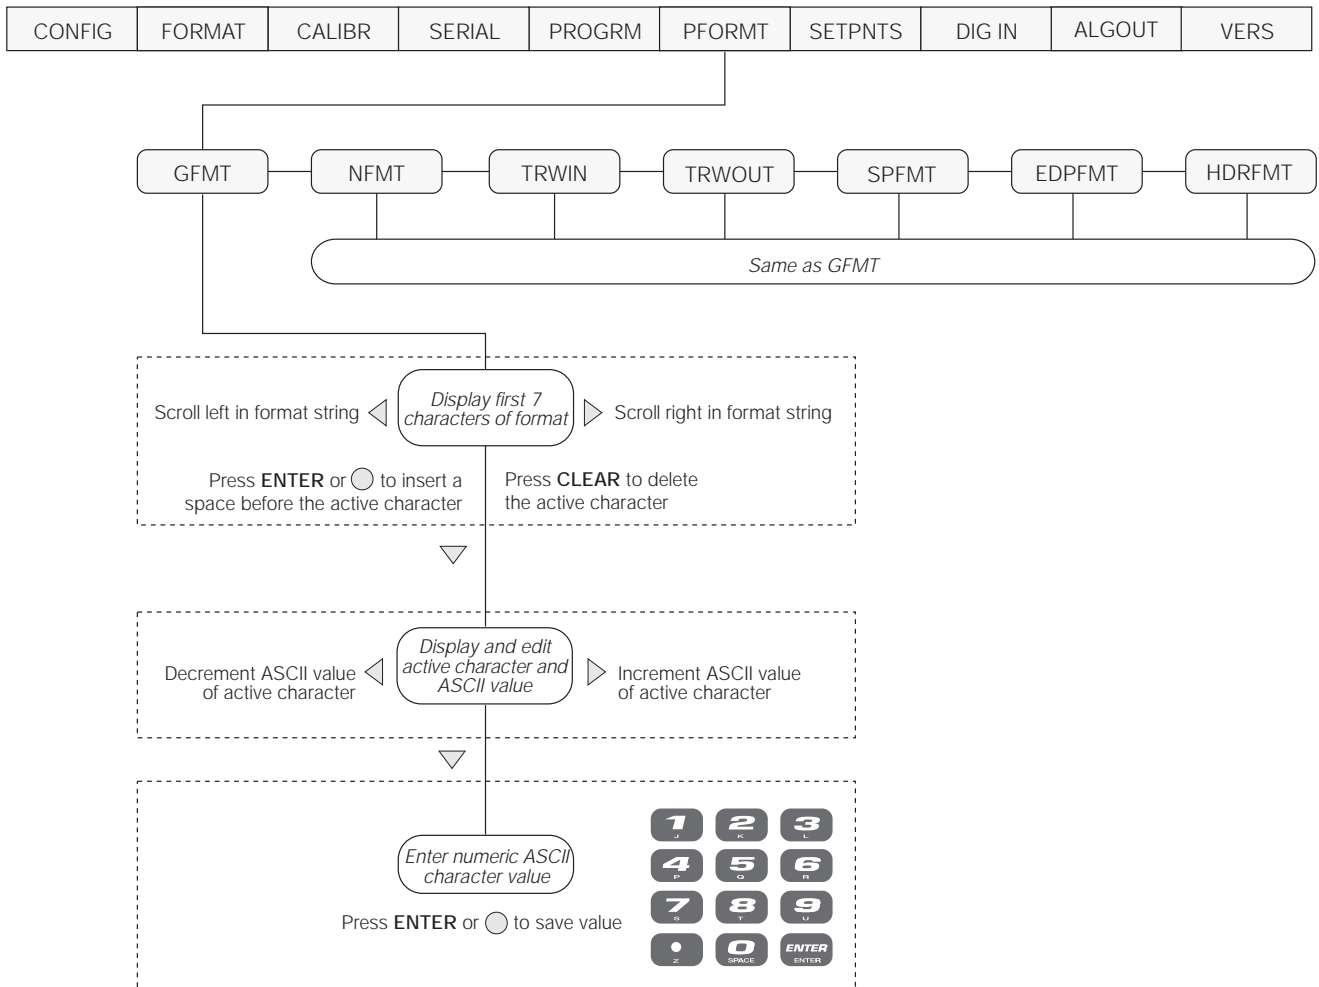 CONFIG FORMAT CALIBR SERIAL PROGRM PFORMT SETPNTS DIG IN ALGOUT VERS
GFMT NFMT TRWIN TRWOUT SPFMT EDPFMT HDRFMT
Same as GFMT
Display first 7
characters of format
Scroll left in format string
Scroll right in format string
Press ENTER or to insert a
space before the active character
Press CLEAR to delete
the active character
Display and edit
active character and
ASCII value
Decrement ASCII value
of active character
Increment ASCII value
of active character
Enter numeric ASCII
character value
Press ENTER or to save value
1 2 3
J K L
4 5 6
P Q R
7 8 9
S T U
• 0 ENTER
Z SPACE ENTER